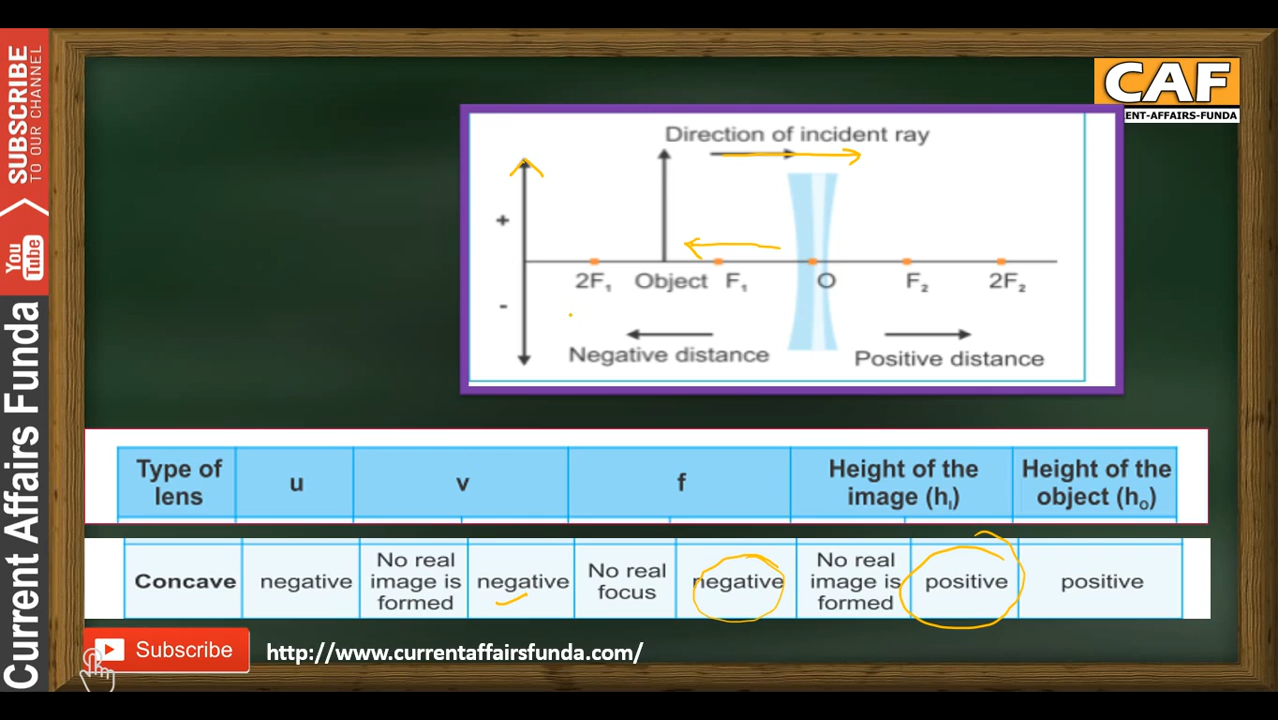 SUBSCRIBE
TO OUR CHANNEL
You
Tube
Current Affairs Funda
CAF
RENT-AFFAIRS-FUNDA
Direction of incident ray
+
-
2F₁ Object F₁ O F₂ 2F₂
Negative distance Positive distance
Type of lens
u
v
f
Height of the image (hI)
Height of the object (hO)
Concave
negative
No real
image is
formed
negative
No real
focus
negative
No real
image is
formed
positive
positive
Subscribe
http://www.currentaffairsfunda.com/